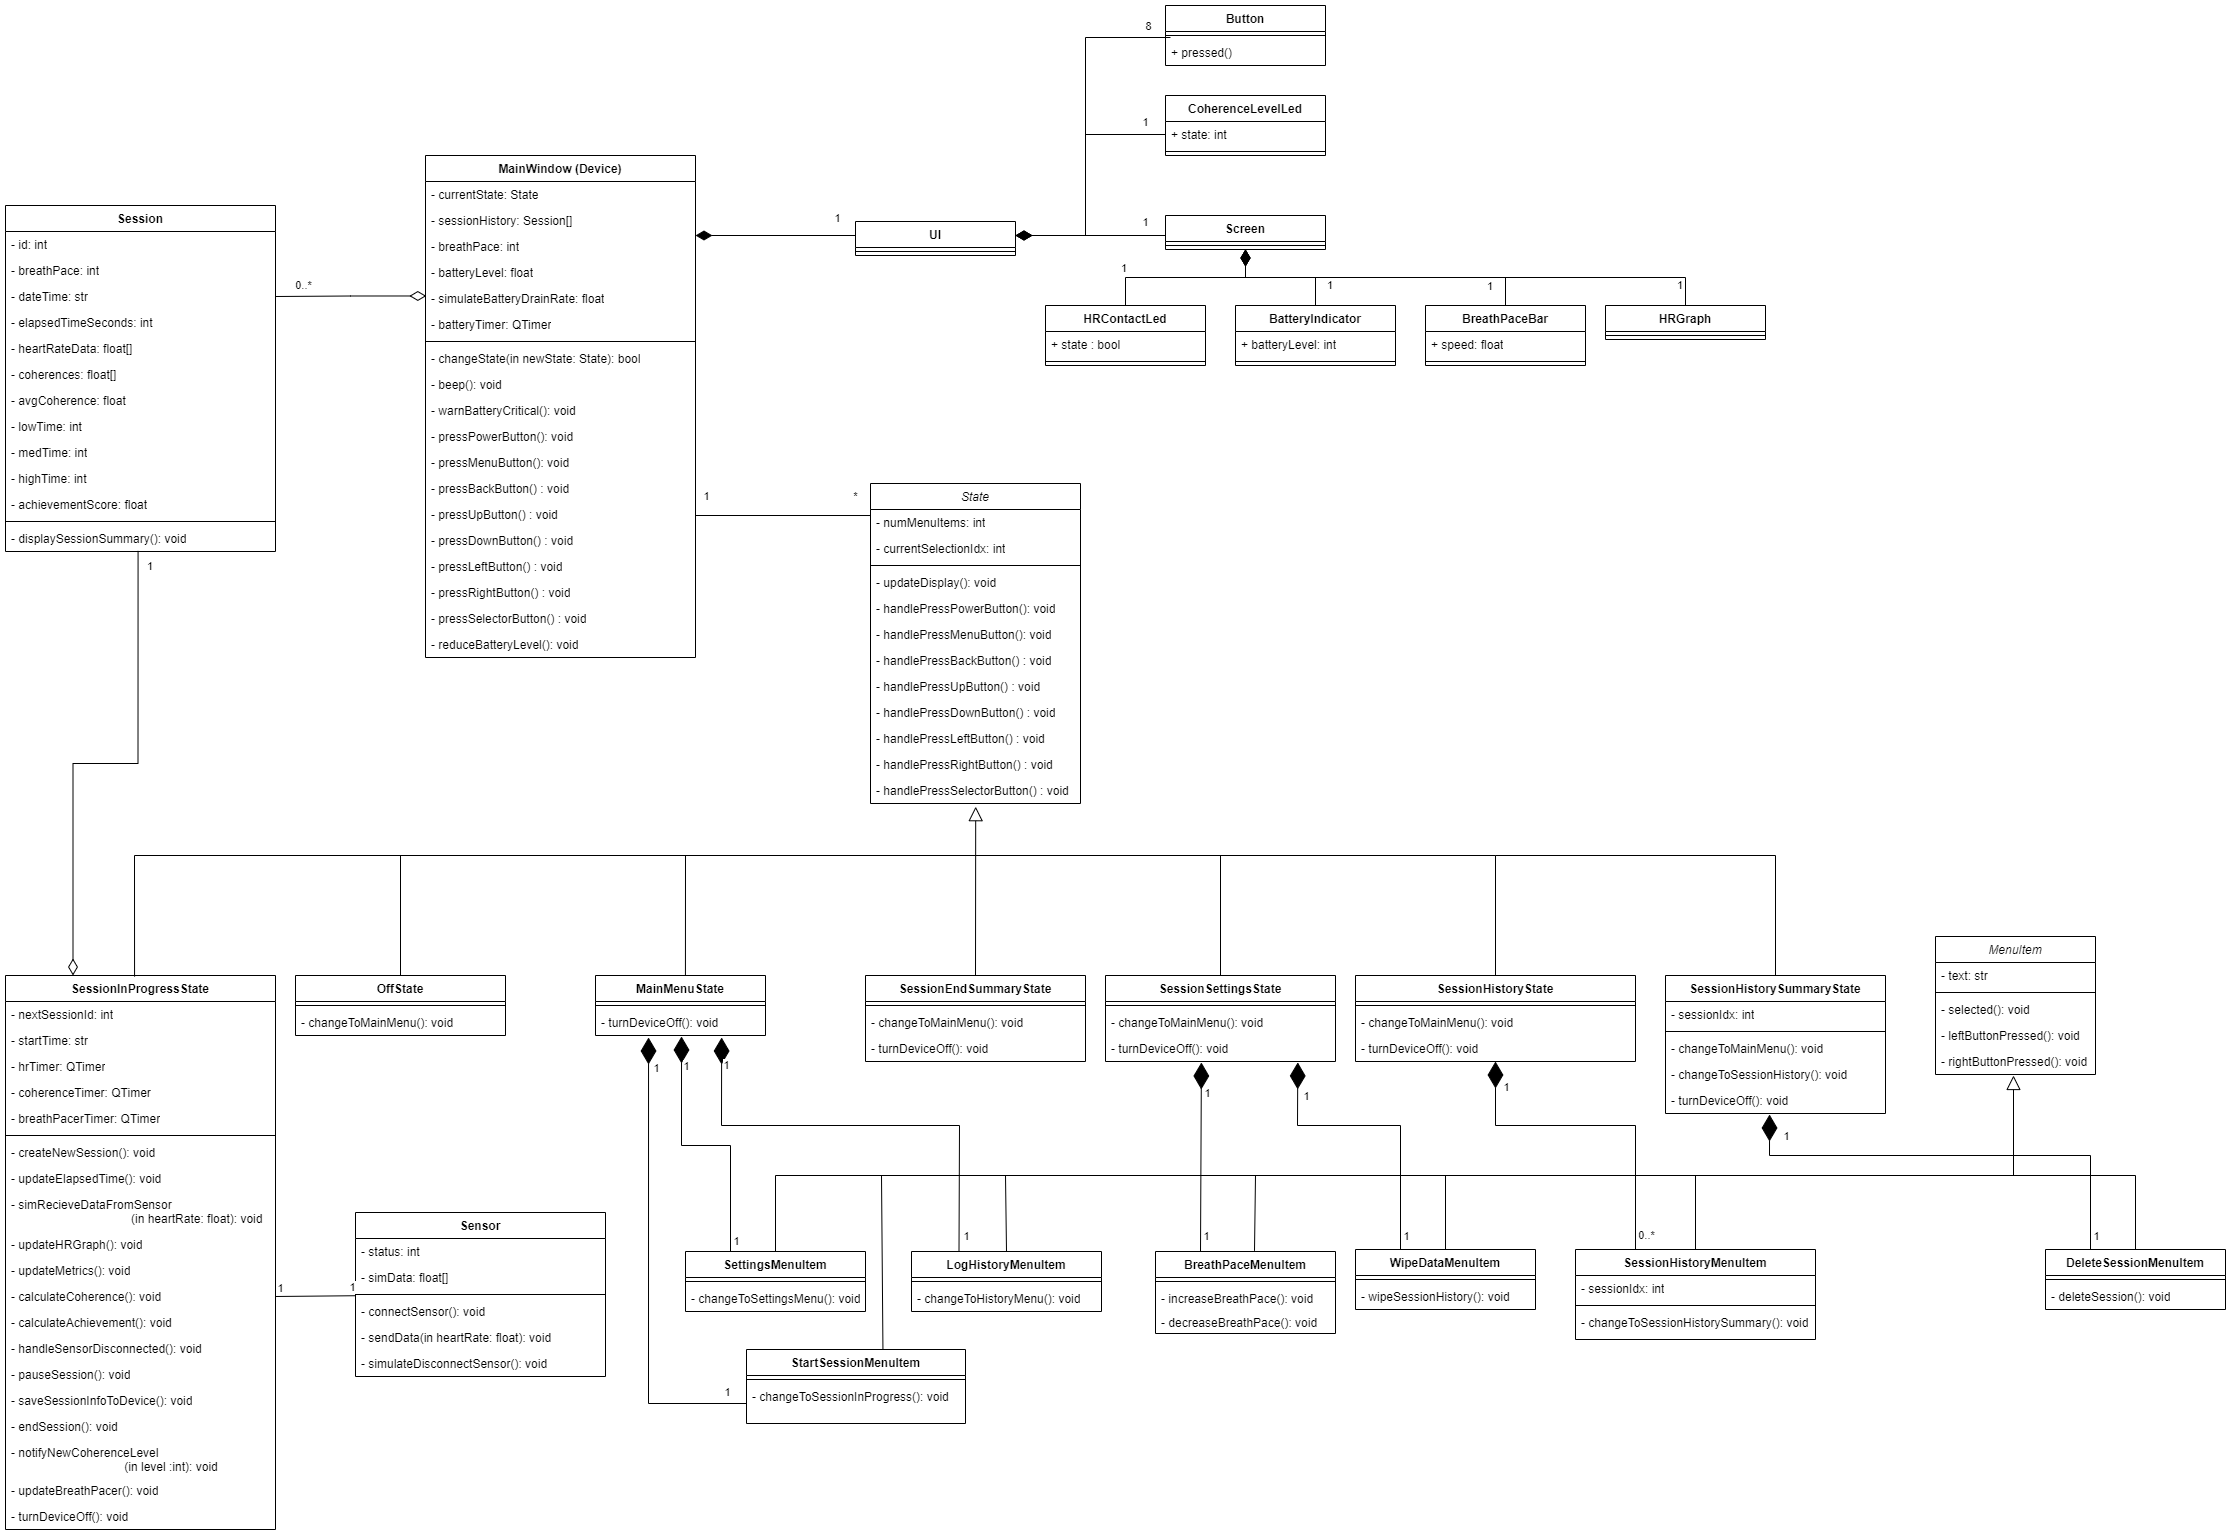 Button
+ pressed()
8
CoherenceLevelLed
+ state: int
1
MainWindow (Device)
- currentState: State
- sessionHistory: Session[]
- breathPace: int
- batteryLevel: float
- simulateBatteryDrainRate: float
- batteryTimer: QTimer
- changeState(in newState: State): bool
- beep(): void
- warnBatteryCritical(): void
- pressPowerButton(): void
- pressMenuButton(): void
- pressBackButton() : void
- pressUpButton() : void
- pressDownButton() : void
- pressLeftButton() : void
- pressRightButton() : void
- pressSelectorButton() : void
- reduceBatteryLevel(): void
Session
- id: int
- breathPace: int
- dateTime: str
- elapsedTimeSeconds: int
- heartRateData: float[]
- coherences: float[]
- avgCoherence: float
- lowTime: int
- medTime: int
- highTime: int
- achievementScore: float
- displaySessionSummary(): void
0..*
1
1
UI
1
Screen
1
1
1
1
HRContactLed
+ state : bool
BatteryIndicator
+ batteryLevel: int
BreathPaceBar
+ speed: float
HRGraph
1
*
State
- numMenuItems: int
- currentSelectionIdx: int
- updateDisplay(): void
- handlePressPowerButton(): void
- handlePressMenuButton(): void
- handlePressBackButton() : void
- handlePressUpButton() : void
- handlePressDownButton() : void
- handlePressLeftButton() : void
- handlePressRightButton() : void
- handlePressSelectorButton() : void
SessionInProgressState
- nextSessionId: int
- startTime: str
- hrTimer: QTimer
- coherenceTimer: QTimer
- breathPacerTimer: QTimer
- createNewSession(): void
- updateElapsedTime(): void
- simRecieveDataFromSensor
(in heartRate: float): void
- updateHRGraph(): void
- updateMetrics(): void
- calculateCoherence(): void
- calculateAchievement(): void
- handleSensorDisconnected(): void
- pauseSession(): void
- saveSessionInfoToDevice(): void
- endSession(): void
- notifyNewCoherenceLevel
(in level :int): void
- updateBreathPacer(): void
- turnDeviceOff(): void
OffState
- changeToMainMenu(): void
MainMenuState
- turnDeviceOff(): void
SessionEndSummaryState
- changeToMainMenu(): void
- turnDeviceOff(): void
SessionSettingsState
- changeToMainMenu(): void
- turnDeviceOff(): void
SessionHistoryState
- changeToMainMenu(): void
- turnDeviceOff(): void
SessionHistorySummaryState
- sessionIdx: int
- changeToMainMenu(): void
- changeToSessionHistory(): void
- turnDeviceOff(): void
MenuItem
- text: str
- selected(): void
- leftButtonPressed(): void
- rightButtonPressed(): void
1
1
1
1
1
1
1
1
1
Sensor
- status: int
- simData: float[]
- connectSensor(): void
- sendData(in heartRate: float): void
- simulateDisconnectSensor(): void
1
SettingsMenuItem
- changeToSettingsMenu(): void
1
LogHistoryMenuItem
- changeToHistoryMenu(): void
1
BreathPaceMenuItem
- increaseBreathPace(): void
- decreaseBreathPace(): void
1
WipeDataMenuItem
- wipeSessionHistory(): void
0..*
SessionHistoryMenuItem
- sessionIdx: int
- changeToSessionHistorySummary(): void
1
DeleteSessionMenuItem
- deleteSession(): void
1
StartSessionMenuItem
- changeToSessionInProgress(): void